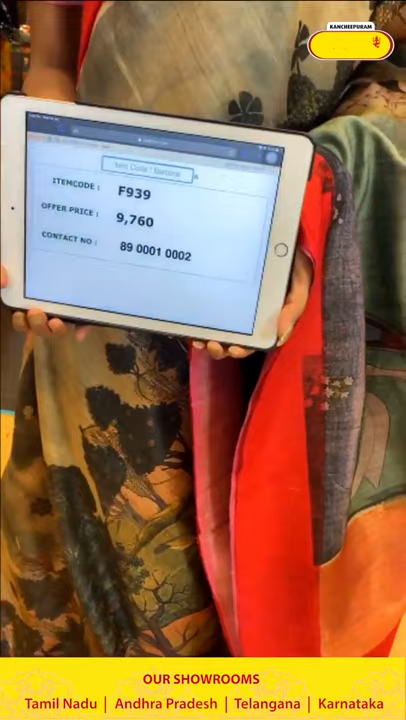 KANCHEEPURAM
ITEMCODE : F939
OFFER PRICE : 9,760
CONTACT NO : 89 0001 0002
OUR SHOWROOMS
Tamil Nadu | Andhra Pradesh | Telangana | Karnataka